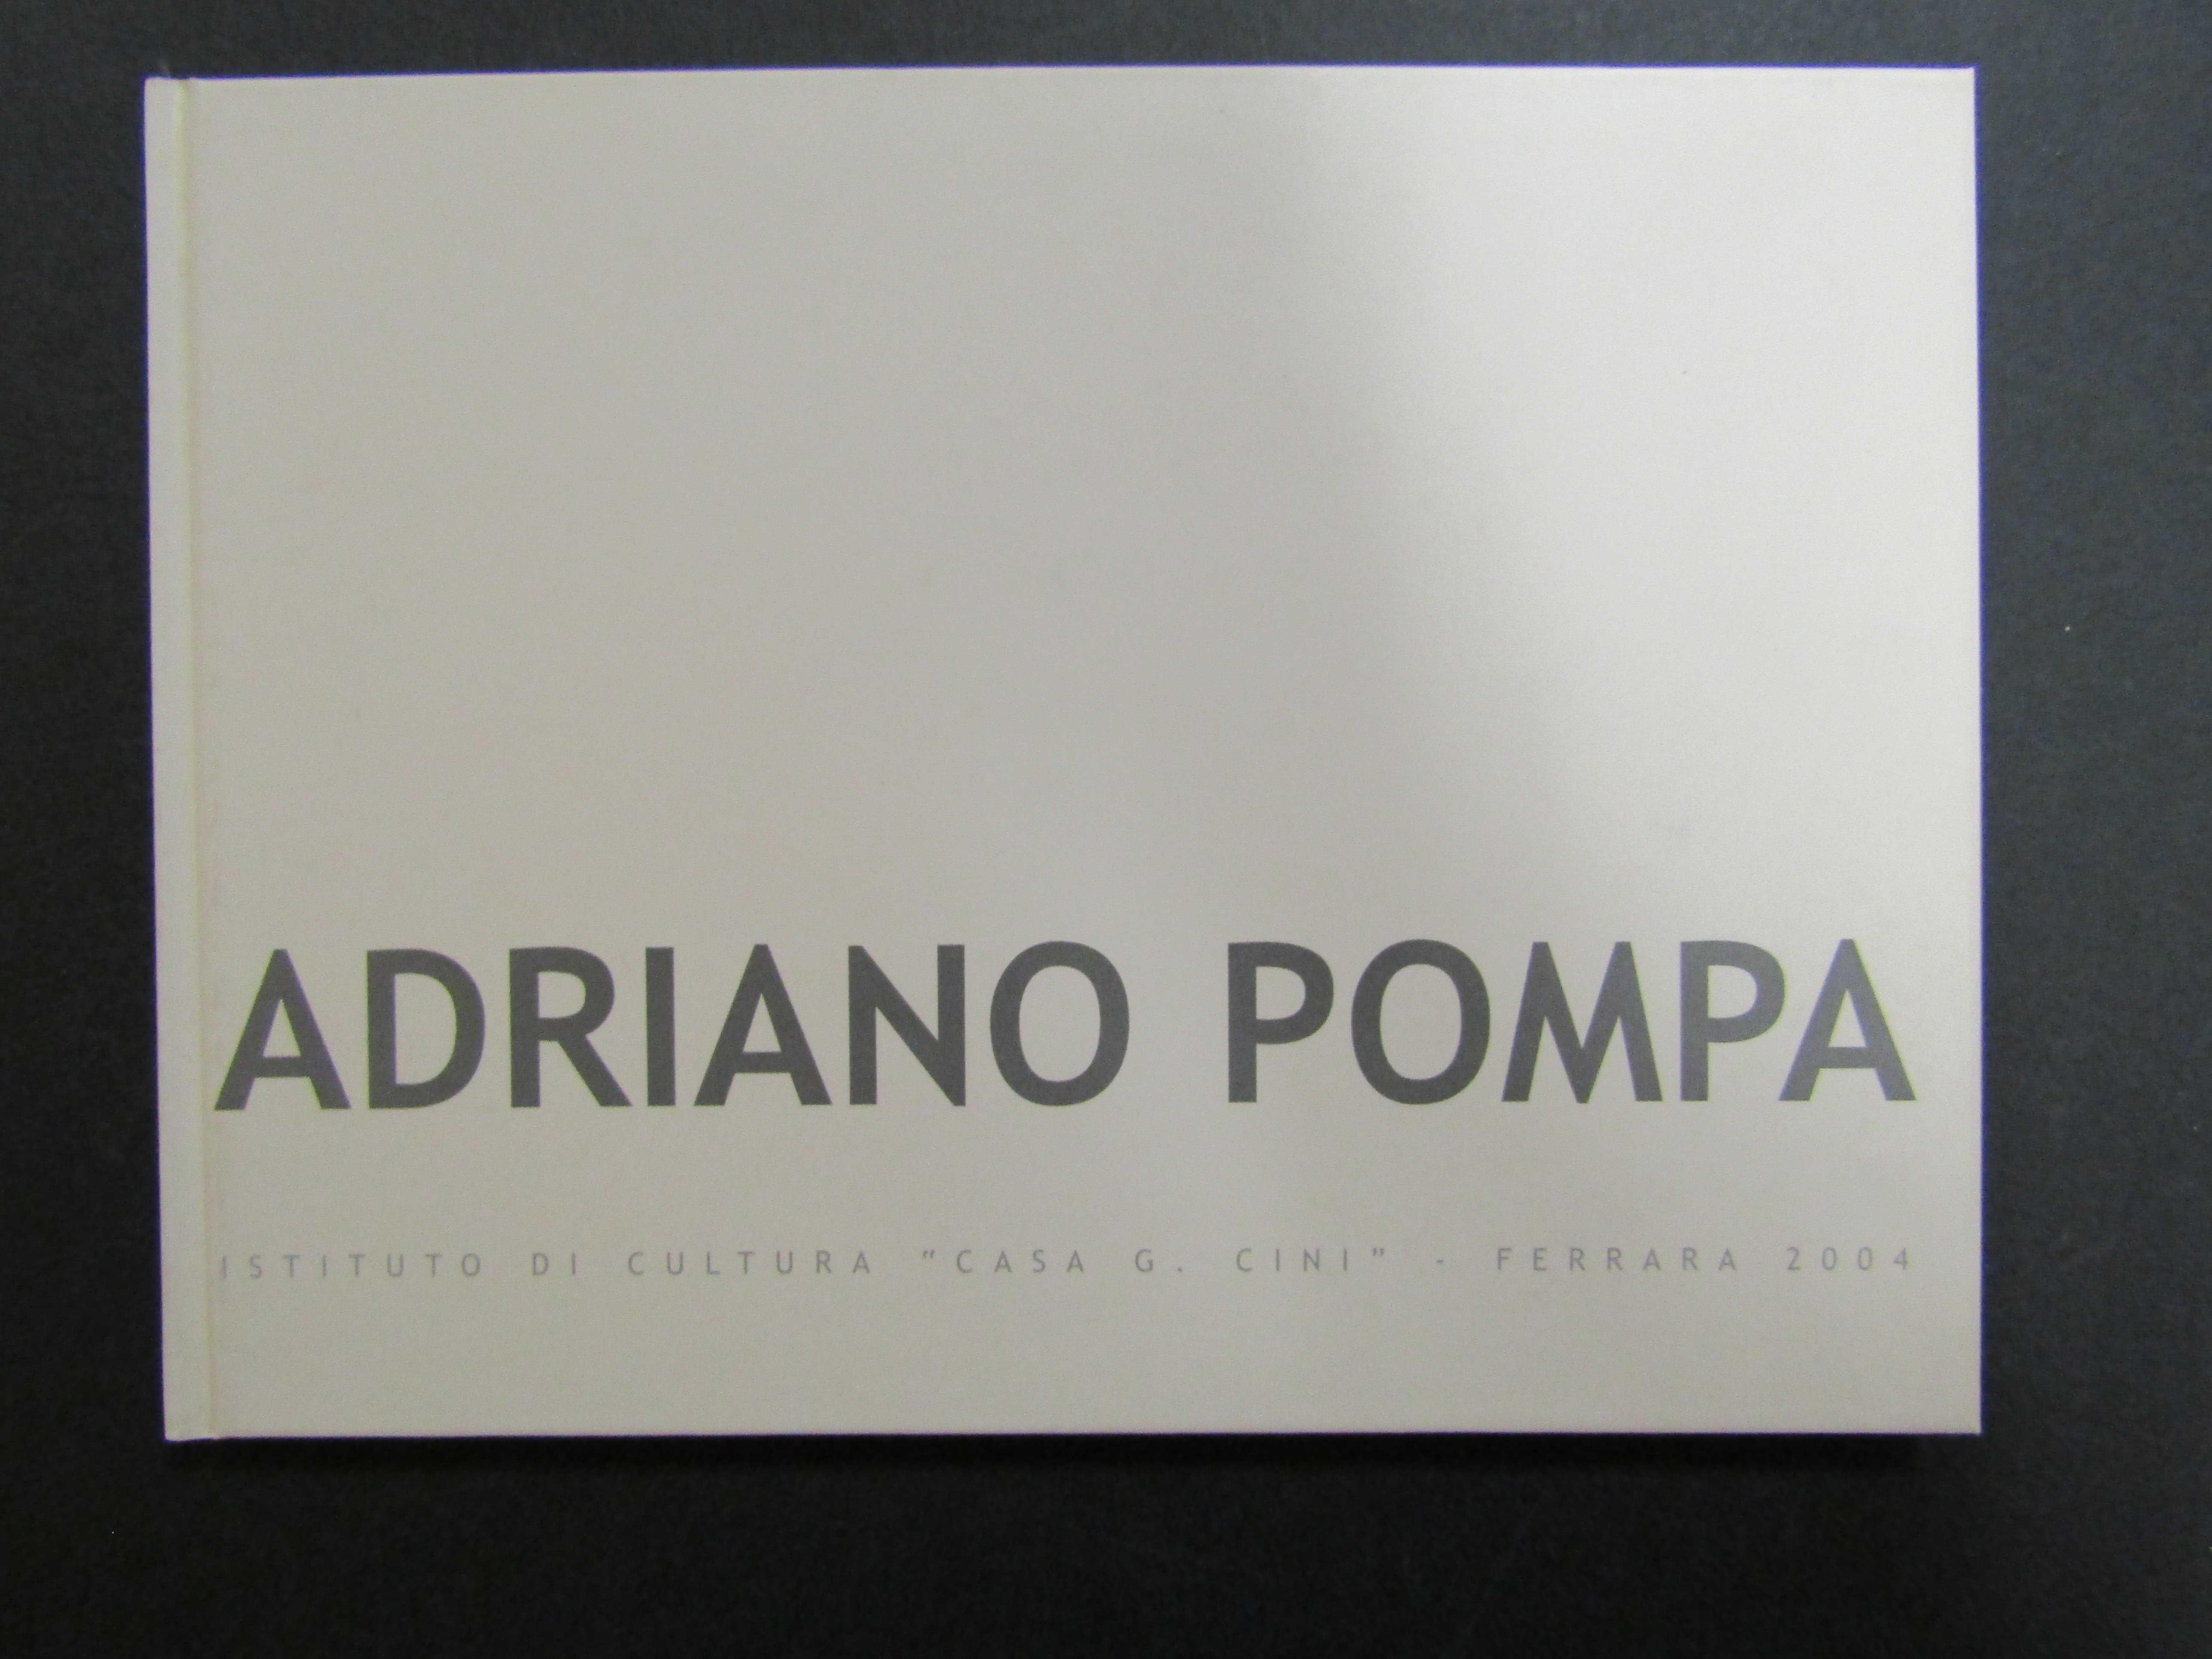 ADRIANO POMPA
ISTITUTO DI CULTURA “CASA G. CINI” - FERRARA 2004